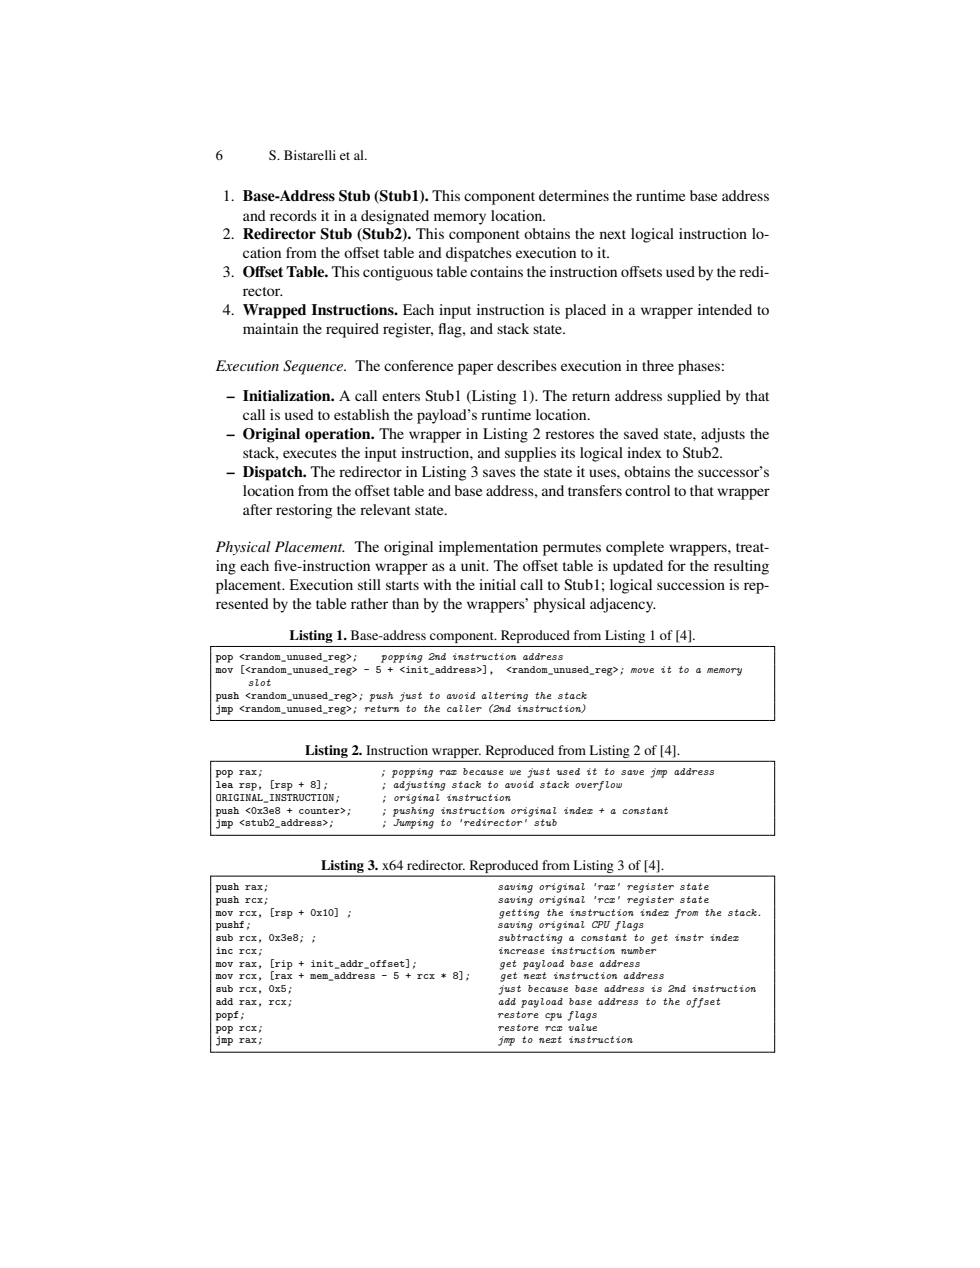 6 S. Bistarelli et al.
1. Base-Address Stub (Stub1). This component determines the runtime base address
and records it in a designated memory location.
2. Redirector Stub (Stub2). This component obtains the next logical instruction lo-
cation from the offset table and dispatches execution to it.
3. Offset Table. This contiguous table contains the instruction offsets used by the redi-
rector.
4. Wrapped Instructions. Each input instruction is placed in a wrapper intended to
maintain the required register, flag, and stack state.
Execution Sequence. The conference paper describes execution in three phases:
– Initialization. A call enters Stub1 (Listing 1). The return address supplied by that
call is used to establish the payload's runtime location.
– Original operation. The wrapper in Listing 2 restores the saved state, adjusts the
stack, executes the input instruction, and supplies its logical index to Stub2.
– Dispatch. The redirector in Listing 3 saves the state it uses, obtains the successor's
location from the offset table and base address, and transfers control to that wrapper
after restoring the relevant state.
Physical Placement. The original implementation permutes complete wrappers, treat-
ing each five-instruction wrapper as a unit. The offset table is updated for the resulting
placement. Execution still starts with the initial call to Stub1; logical succession is rep-
resented by the table rather than by the wrappers' physical adjacency.
Listing 1. Base-address component. Reproduced from Listing 1 of [4].
pop <random_unused_reg>; popping 2nd instruction address
mov [<random_unused_reg> - 5 + <init_address>], <random_unused_reg>; move it to a memory
slot
push <random_unused_reg>; push just to avoid altering the stack
jmp <random_unused_reg>; return to the caller (2nd instruction)
Listing 2. Instruction wrapper. Reproduced from Listing 2 of [4].
pop rax; ; popping rax because we just used it to save jmp address
lea rsp, [rsp + 8]; ; adjusting stack to avoid stack overflow
ORIGINAL_INSTRUCTION; ; original instruction
push <0x3e8 + counter>; ; pushing instruction original index + a constant
jmp <stub2_address>; ; Jumping to 'redirector' stub
Listing 3. x64 redirector. Reproduced from Listing 3 of [4].
push rax; saving original 'rax' register state
push rcx; saving original 'rcx' register state
mov rcx, [rsp + 0x10] ; getting the instruction index from the stack.
pushf; saving original CPU flags
sub rcx, 0x3e8; ; subtracting a constant to get instr index
inc rcx; increase instruction number
mov rax, [rip + init_addr_offset]; get payload base address
mov rcx, [rax + mem_address - 5 + rcx * 8]; get next instruction address
sub rcx, 0x5; just because base address is 2nd instruction
add rax, rcx; add payload base address to the offset
popf; restore cpu flags
pop rcx; restore rcx value
jmp rax; jmp to next instruction